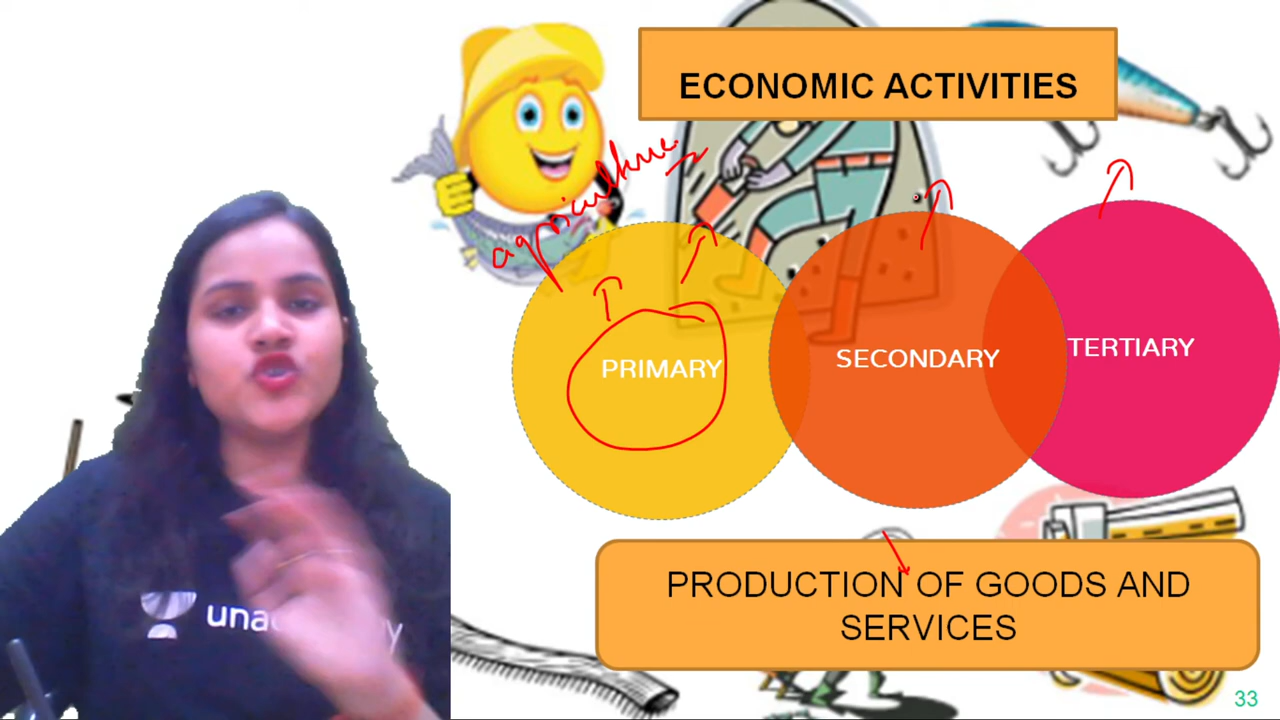 ECONOMIC ACTIVITIES
agriculture
PRIMARY
SECONDARY
TERTIARY
PRODUCTION OF GOODS AND
SERVICES
33